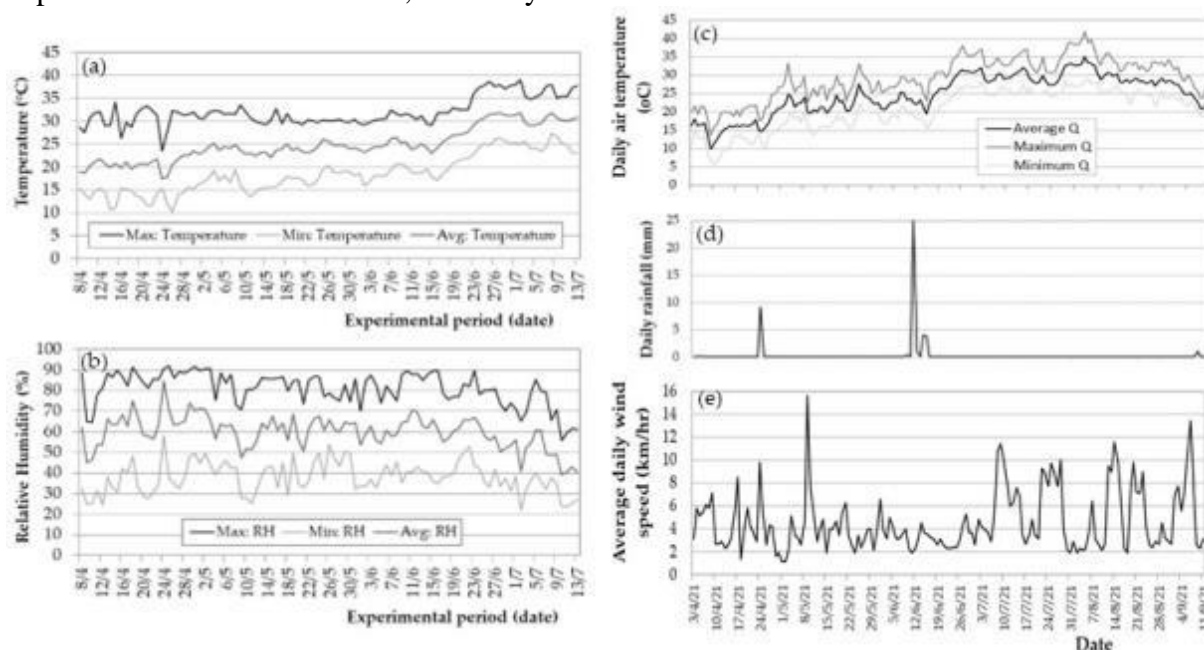 (a)
Temperature (°C)
45
40
35
30
25
20
15
10
5
0
Max: Temperature Min: Temperature Avg: Temperature
8/4 12/4 16/4 20/4 24/4 28/4 2/5 6/5 10/5 14/5 18/5 22/5 26/5 30/5 3/6 7/6 11/6 15/6 19/6 23/6 27/6 1/7 5/7 9/7 13/7
Experimental period (date)
(b)
Relative Humidity (%)
100
90
80
70
60
50
40
30
20
10
0
Max: RH Min: RH Avg: RH
8/4 12/4 16/4 20/4 24/4 28/4 2/5 6/5 10/5 14/5 18/5 22/5 26/5 30/5 3/6 7/6 11/6 15/6 19/6 23/6 27/6 1/7 5/7 9/7 13/7
Experimental period (date)
(c)
Daily air temperature
(oC)
45
40
35
30
25
20
15
10
5
0
Average Q
Maximum Q
Minimum Q
(d)
Daily rainfall (mm)
25
20
15
10
5
0
(e)
Average daily wind
speed (km/hr)
16
14
12
10
8
6
4
2
0
3/4/21 10/4/21 17/4/21 24/4/21 1/5/21 8/5/21 15/5/21 22/5/21 29/5/21 5/6/21 12/6/21 19/6/21 26/6/21 3/7/21 10/7/21 17/7/21 24/7/21 31/7/21 7/8/21 14/8/21 21/8/21 28/8/21 4/9/21
Date